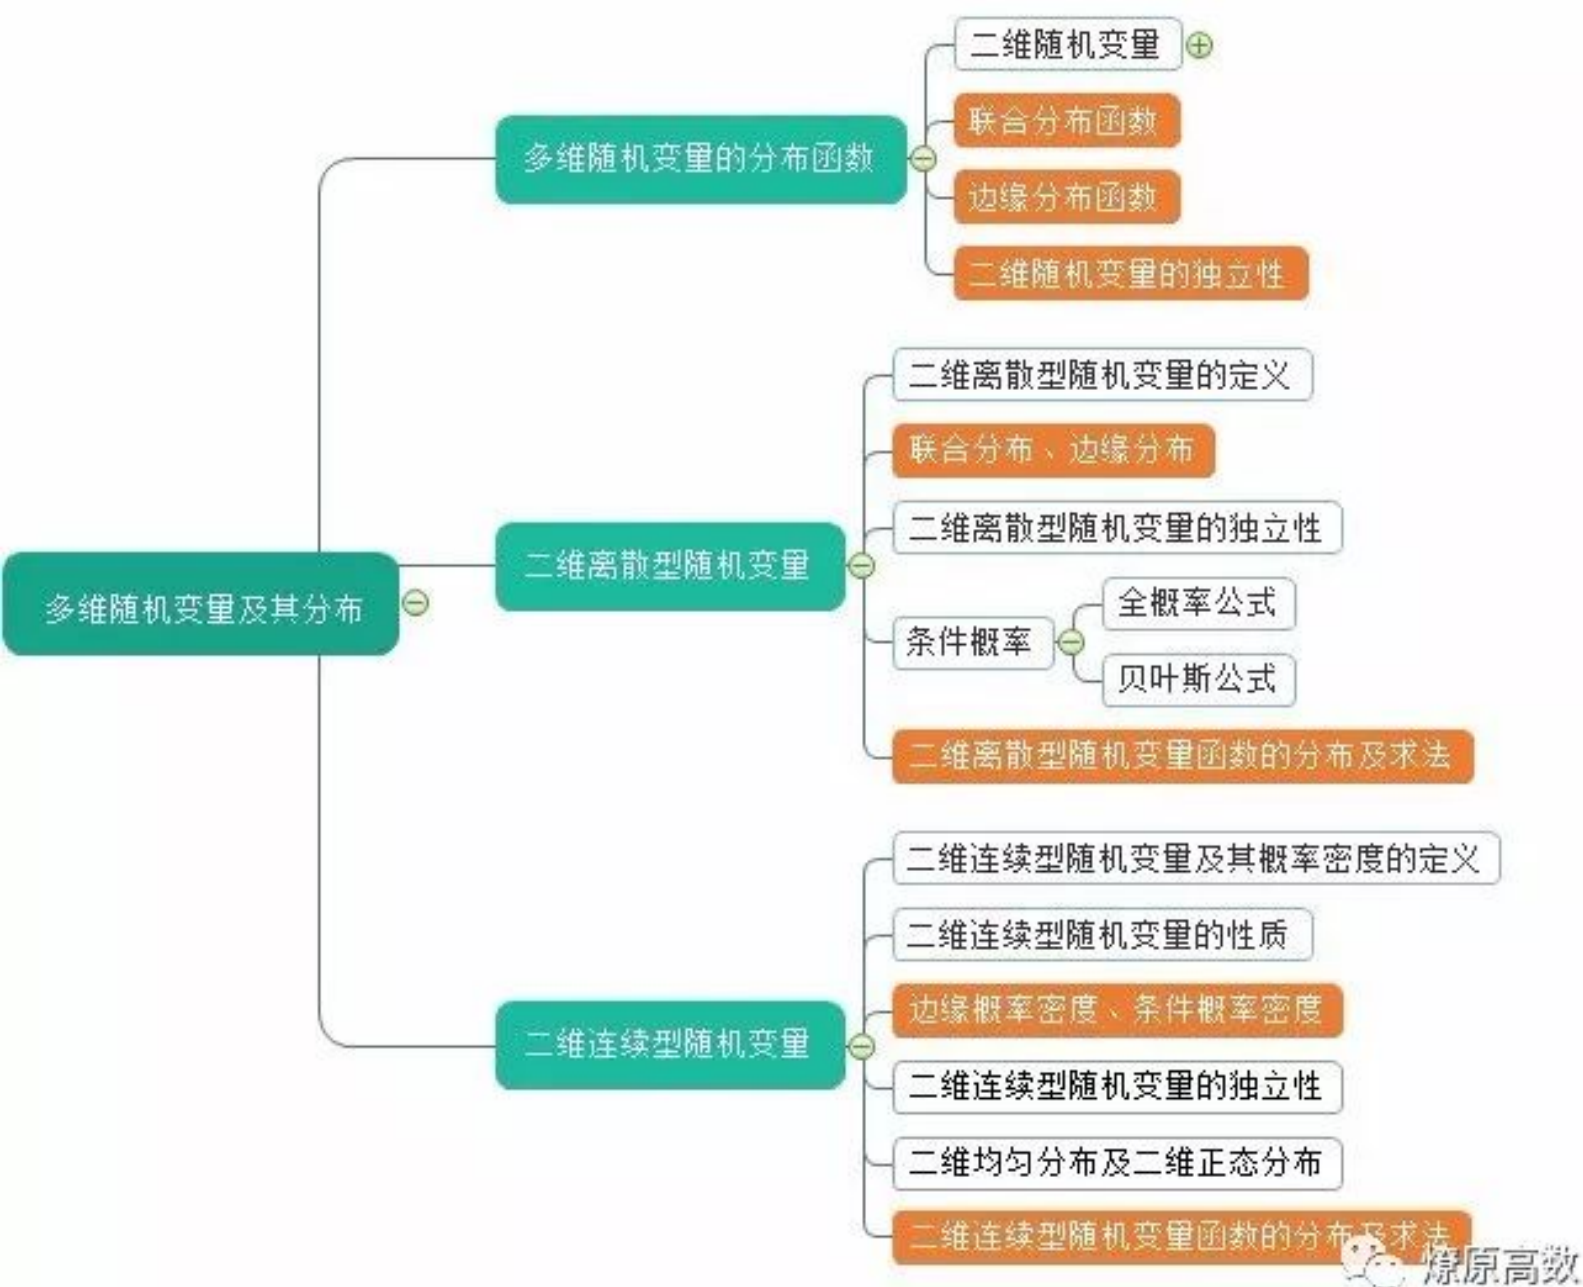 二维随机变量
联合分布函数
多维随机变量的分布函数
边缘分布函数
二维随机变量的独立性
二维离散型随机变量的定义
联合分布、边缘分布
二维离散型随机变量的独立性
二维离散型随机变量
全概率公式
条件概率
贝叶斯公式
多维随机变量及其分布
二维离散型随机变量函数的分布及求法
二维连续型随机变量及其概率密度的定义
二维连续型随机变量的性质
边缘概率密度、条件概率密度
二维连续型随机变量
二维连续型随机变量的独立性
二维均匀分布及二维正态分布
二维连续型随机变量函数的分布及求法
燎原高数